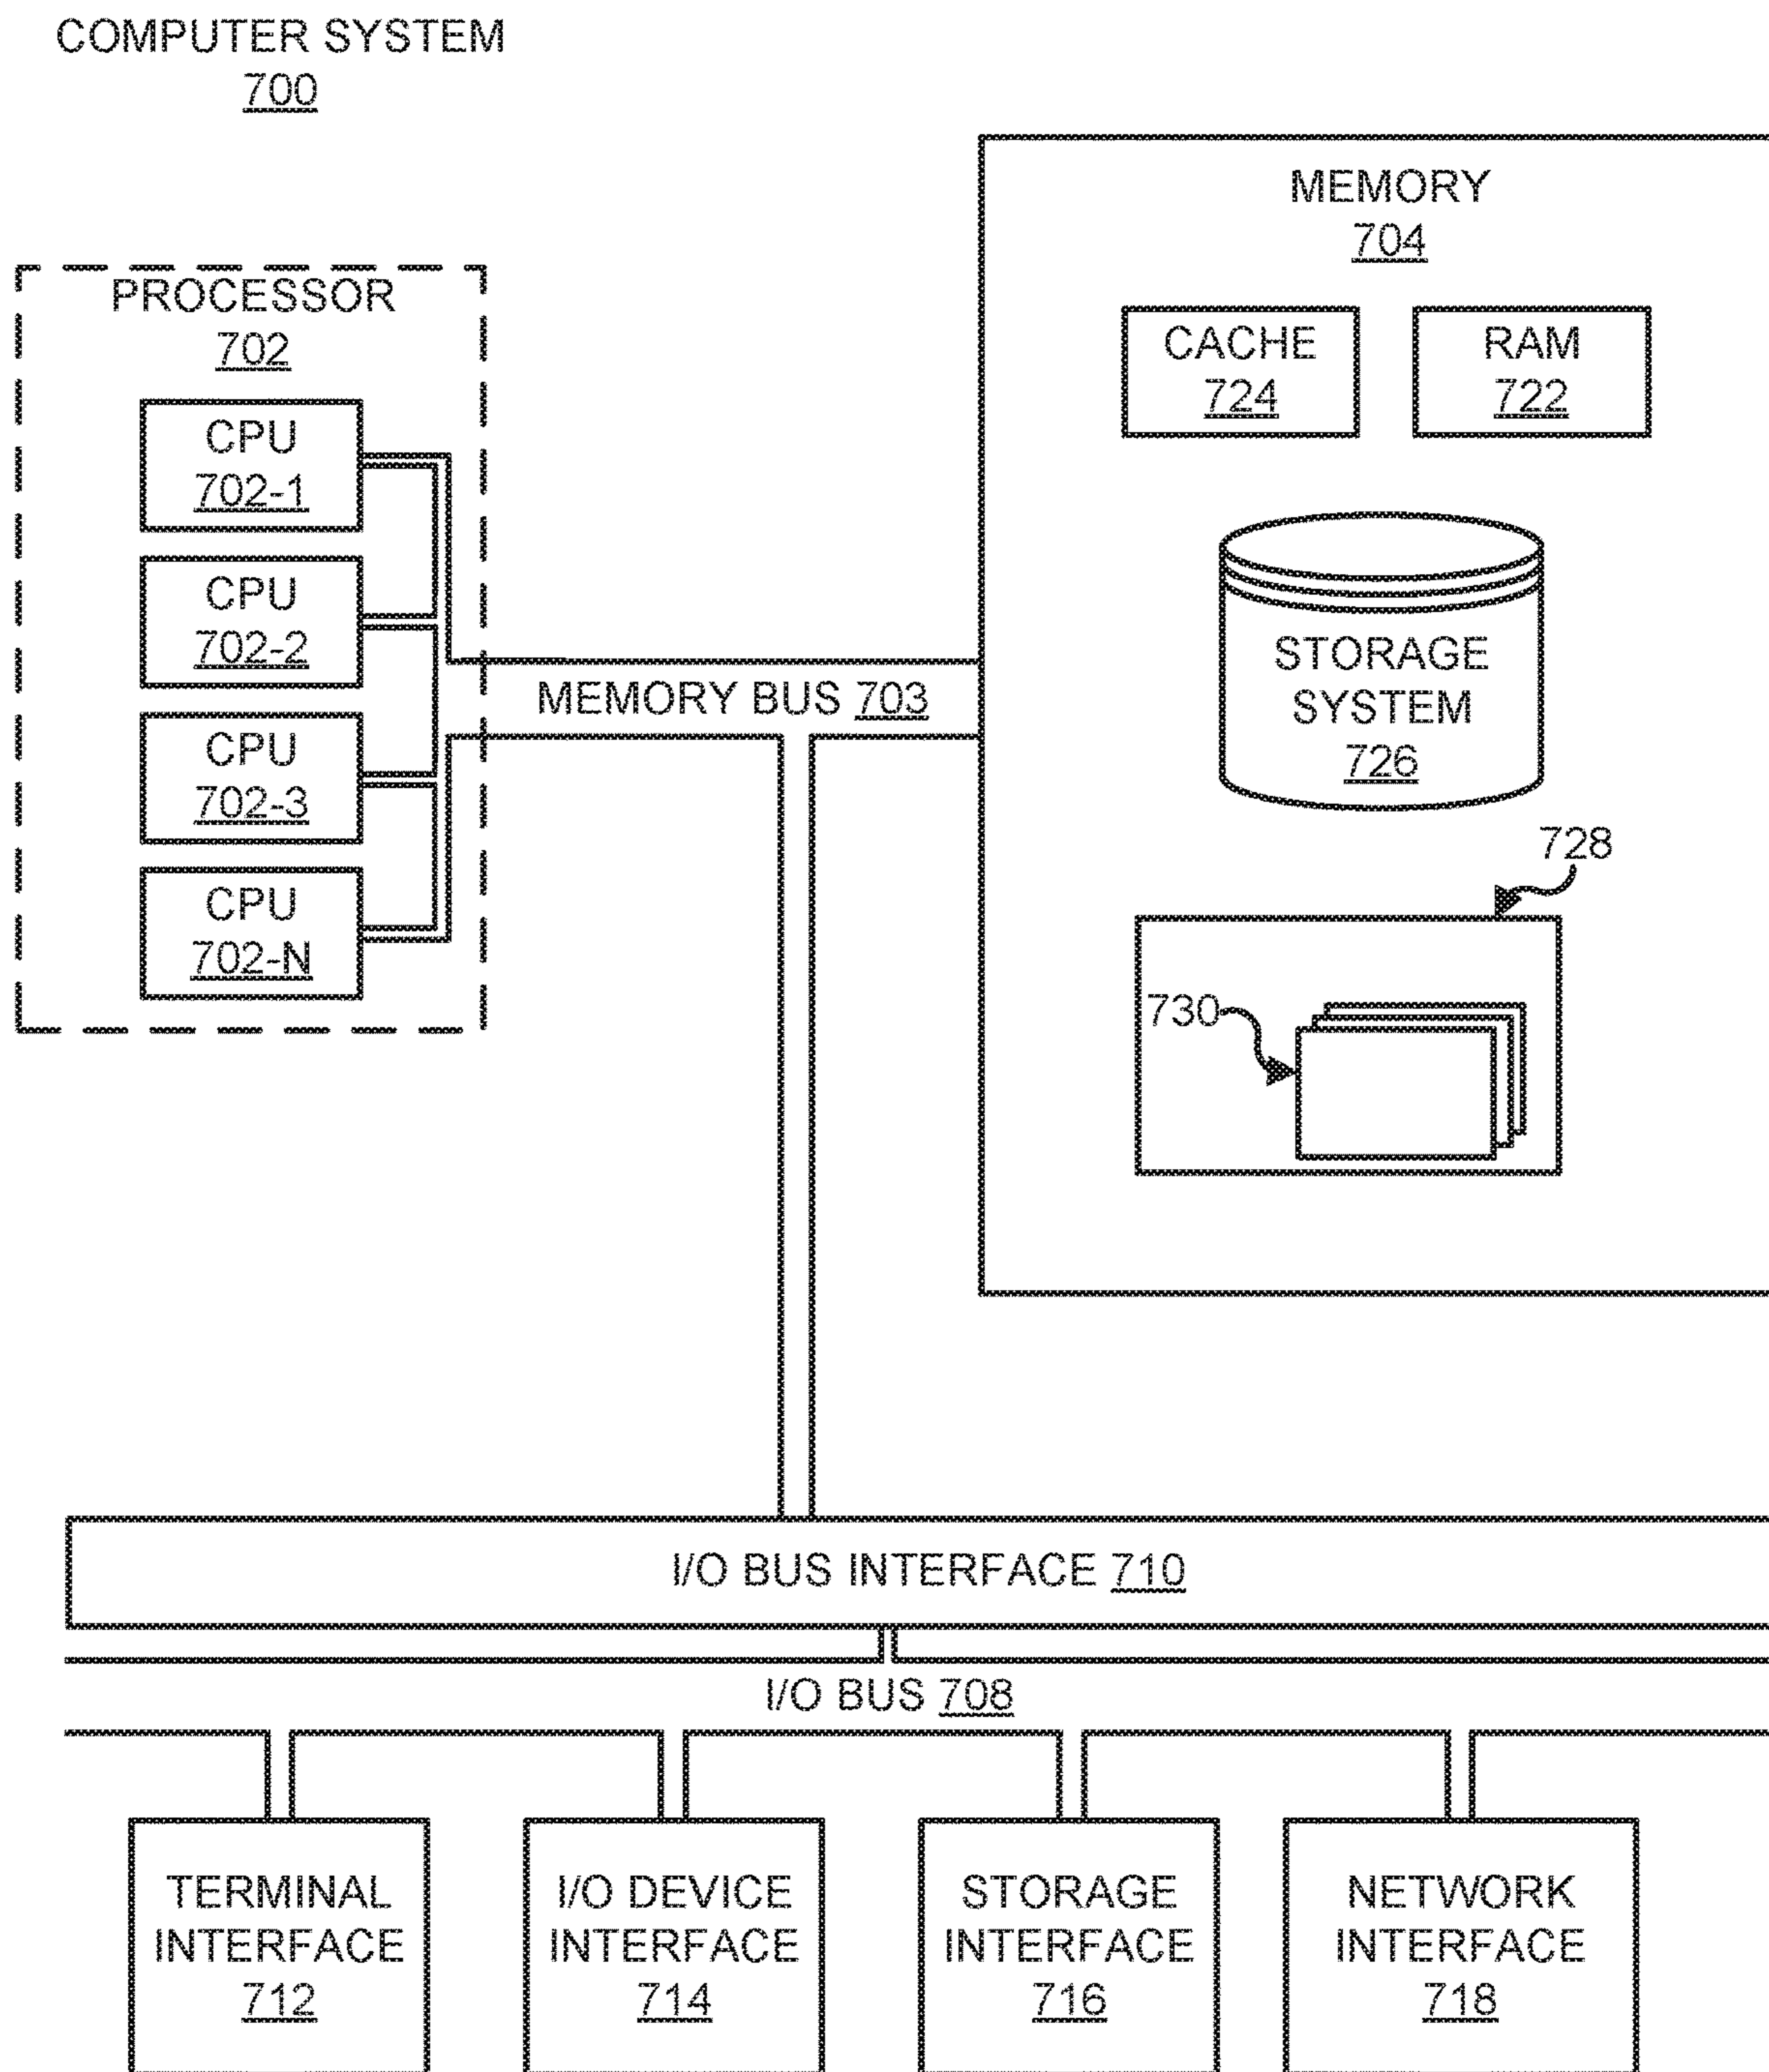 COMPUTER SYSTEM
700
PROCESSOR
702
CPU
702-1
CPU
702-2
CPU
702-3
CPU
702-N
MEMORY BUS 703
MEMORY
704
CACHE
724
RAM
722
STORAGE
SYSTEM
726
728
730
I/O BUS INTERFACE 710
I/O BUS 708
TERMINAL
INTERFACE
712
I/O DEVICE
INTERFACE
714
STORAGE
INTERFACE
716
NETWORK
INTERFACE
718